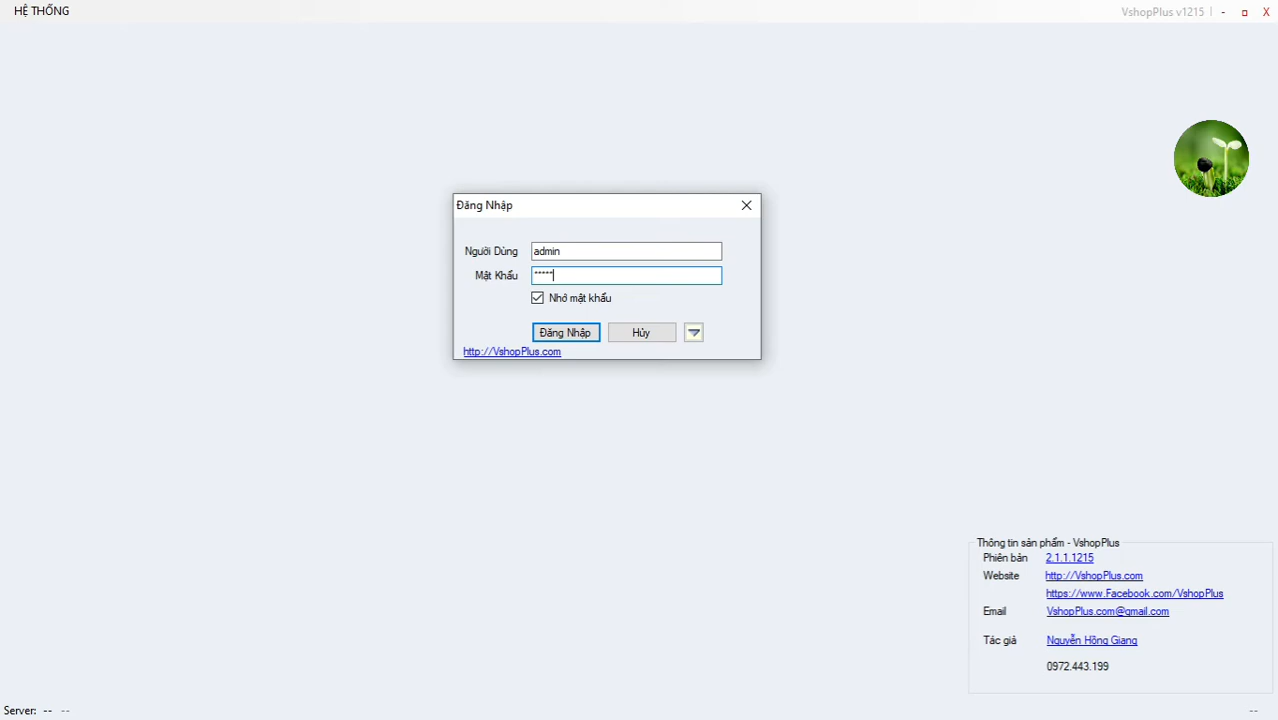 HỆ THỐNG
VshopPlus v1215
Đăng Nhập
Người Dùng admin
Mật Khẩu *****
Nhớ mật khẩu
Đăng Nhập Hủy
http://VshopPlus.com
Thông tin sản phẩm - VshopPlus
Phiên bản 2.1.1.1215
Website http://VshopPlus.com
https://www.Facebook.com/VshopPlus
Email VshopPlus.com@gmail.com
Tác giả Nguyễn Hồng Giang
0972.443.199
Server: -- -- --